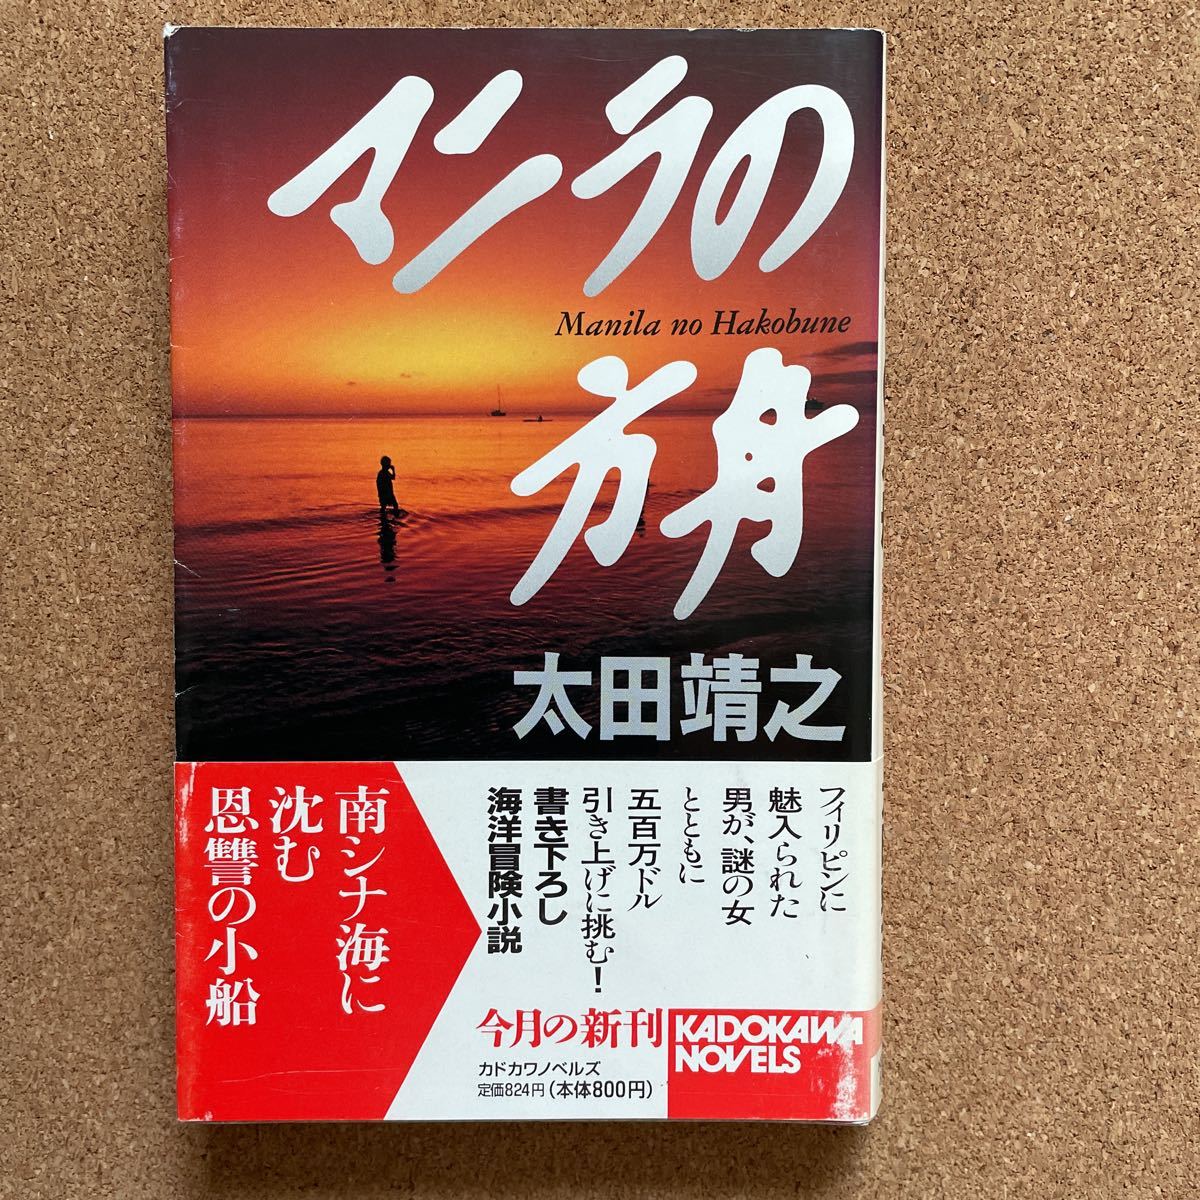 マニラの
Manila no Hakobune
方身
太田靖之
フィリピンに
魅入られた
男が、謎の女
とともに
五百万ドル
引き上げに挑む！
書き下ろし
海洋冒険小説
南シナ海に
沈む
恩讐の小船
今月の新刊
カドカワノベルズ
定価824円(本体800円)
KADOKAWA
NOVELS